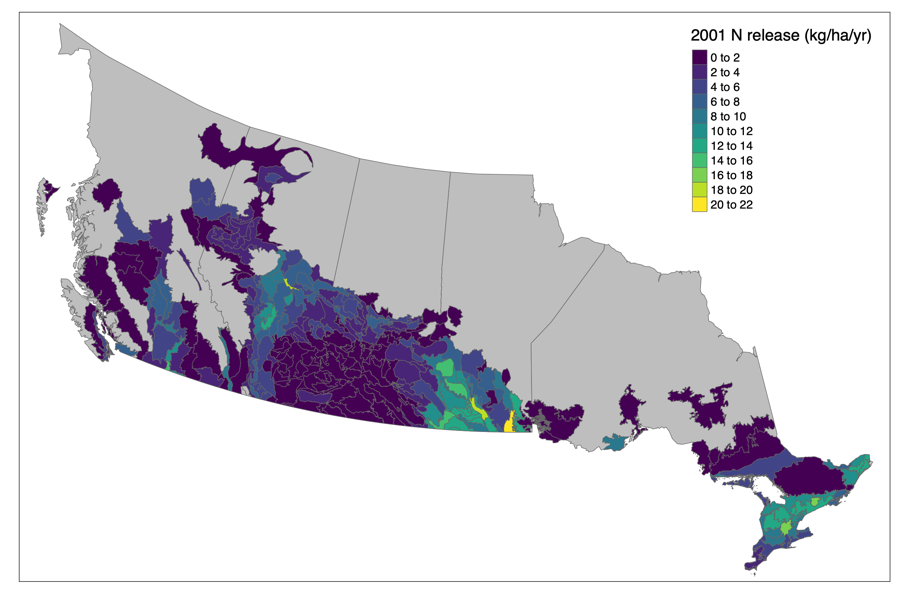 2001 N release (kg/ha/yr)
0 to 2
2 to 4
4 to 6
6 to 8
8 to 10
10 to 12
12 to 14
14 to 16
16 to 18
18 to 20
20 to 22